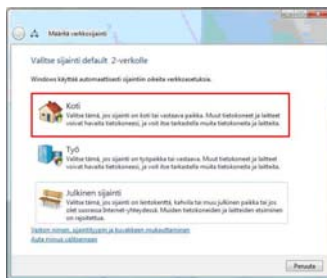 Määritä verkkosijainti
Valitse sijainti default 2-verkolle
Windows käyttää automaattisesti sijaintiin oikeita verkkoasetuksia.
Koti
Valitse tämä, jos sijainti on koti tai vastaava paikka. Muut tietokoneet ja laitteet
voivat havaita tietokoneesi, ja voit itse tarkastella muita tietokoneita ja laitteita.
Työ
Valitse tämä, jos sijainti on työpaikka tai vastaava. Muut tietokoneet ja laitteet
voivat havaita tietokoneesi, ja voit itse tarkastella muita tietokoneita ja laitteita.
Julkinen sijainti
Valitse tämä, jos sijainti on lentokenttä, kahvila tai muu julkinen paikka tai jos
olet suorassa Internet-yhteydessä. Muiden tietokoneiden ja laitteiden etsiminen
on rajoitettua.
Verkon nimen, sijaintityypin ja kuvakkeen mukauttaminen
Auta minua valitsemaan
Peruuta